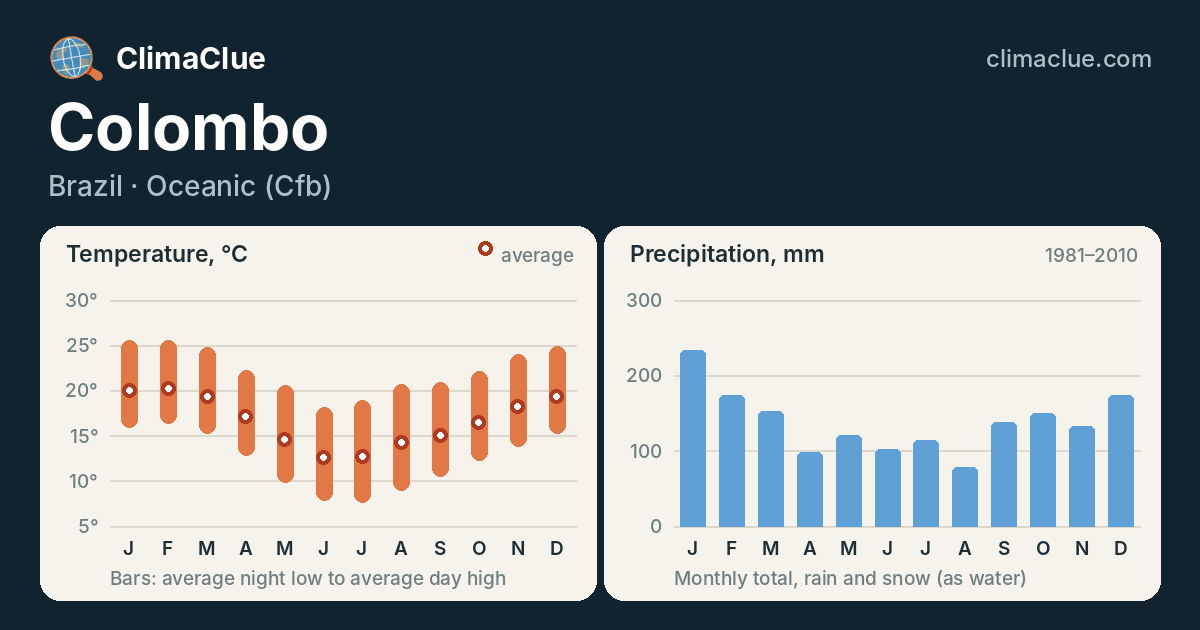 ClimaClue
climaclue.com
Colombo
Brazil · Oceanic (Cfb)
Temperature, °C
average
30°
25°
20°
15°
10°
5°
J F M A M J J A S O N D
Bars: average night low to average day high
Precipitation, mm
1981–2010
300
200
100
0
J F M A M J J A S O N D
Monthly total, rain and snow (as water)